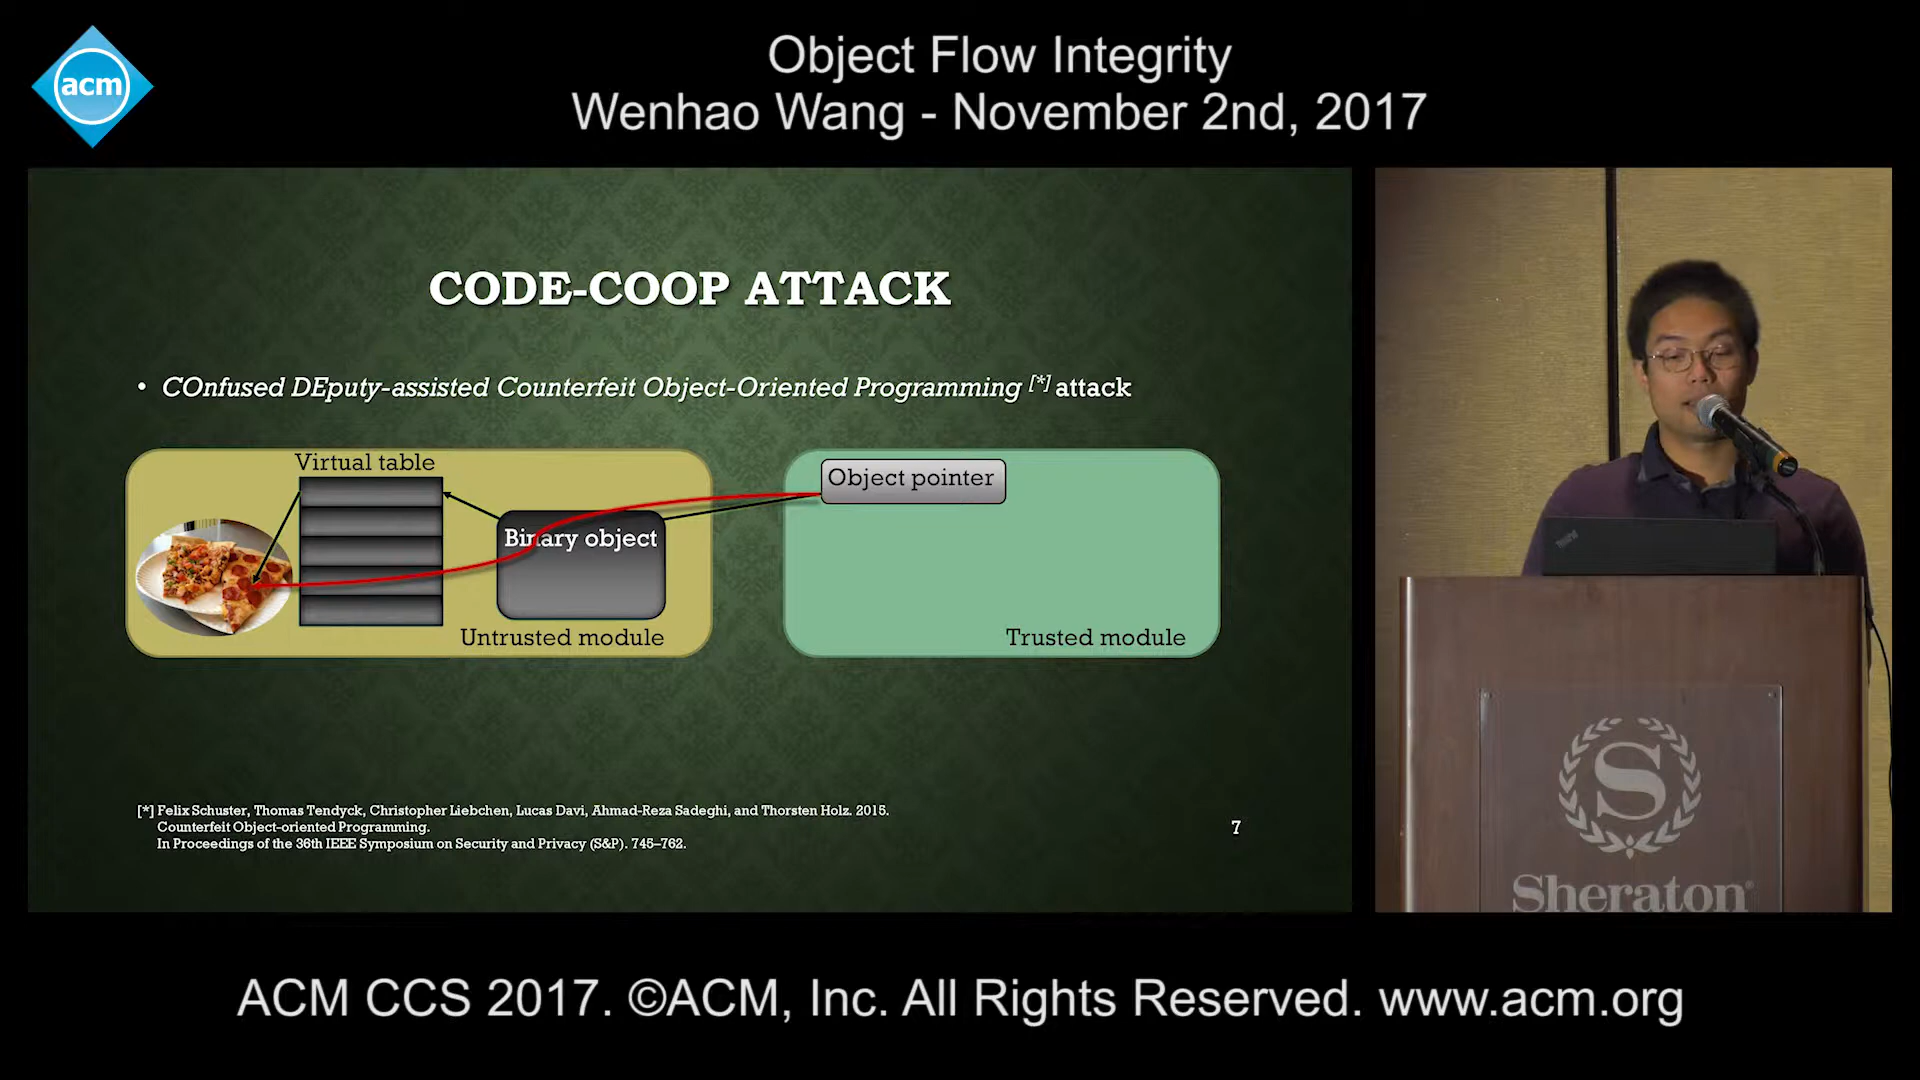 acm
Object Flow Integrity
Wenhao Wang - November 2nd, 2017
CODE-COOP ATTACK
• COnfused DEputy-assisted Counterfeit Object-Oriented Programming [*] attack
Virtual table
Binary object
Untrusted module
Object pointer
Trusted module
[*] Felix Schuster, Thomas Tendyck, Christopher Liebchen, Lucas Davi, Ahmad-Reza Sadeghi, and Thorsten Holz. 2015.
Counterfeit Object-oriented Programming.
In Proceedings of the 36th IEEE Symposium on Security and Privacy (S&P). 745–762.
7
ThinkPad
S
Sheraton
ACM CCS 2017. ©ACM, Inc. All Rights Reserved. www.acm.org